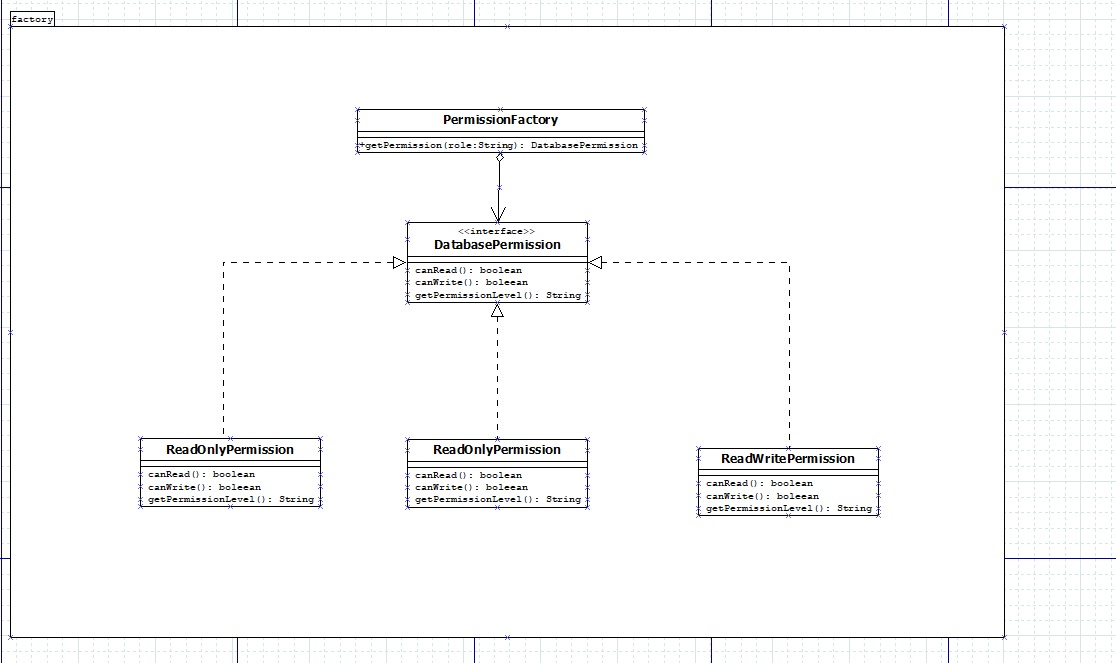 factory
PermissionFactory
+getPermission(role:String): DatabasePermission
<<interface>>
DatabasePermission
canRead(): boolean
canWrite(): boleean
getPermissionLevel(): String
ReadOnlyPermission
canRead(): boolean
canWrite(): boleean
getPermissionLevel(): String
ReadOnlyPermission
canRead(): boolean
canWrite(): boleean
getPermissionLevel(): String
ReadWritePermission
canRead(): boolean
canWrite(): boleean
getPermissionLevel(): String